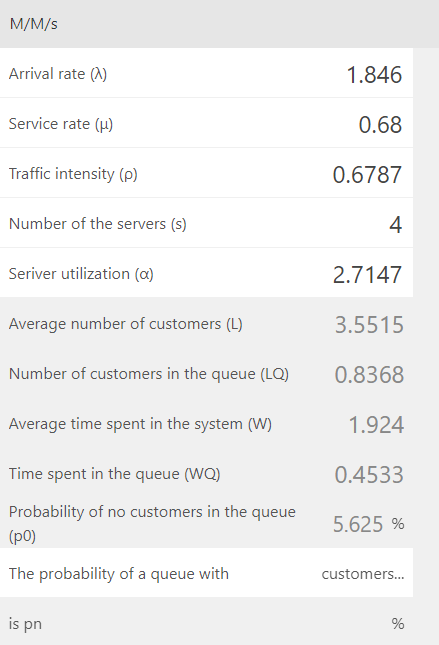 M/M/s
Arrival rate (λ) 1.846
Service rate (μ) 0.68
Traffic intensity (ρ) 0.6787
Number of the servers (s) 4
Seriver utilization (α) 2.7147
Average number of customers (L) 3.5515
Number of customers in the queue (LQ) 0.8368
Average time spent in the system (W) 1.924
Time spent in the queue (WQ) 0.4533
Probability of no customers in the queue
(p0) 5.625 %
The probability of a queue with customers...
is pn %